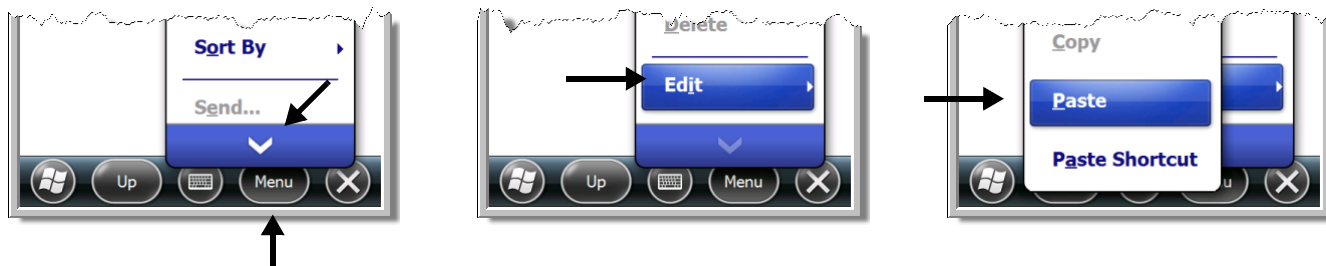 Sort By
Send...
Up
Menu
Delete
Edit
Up
Menu
Copy
Paste
Paste Shortcut
u